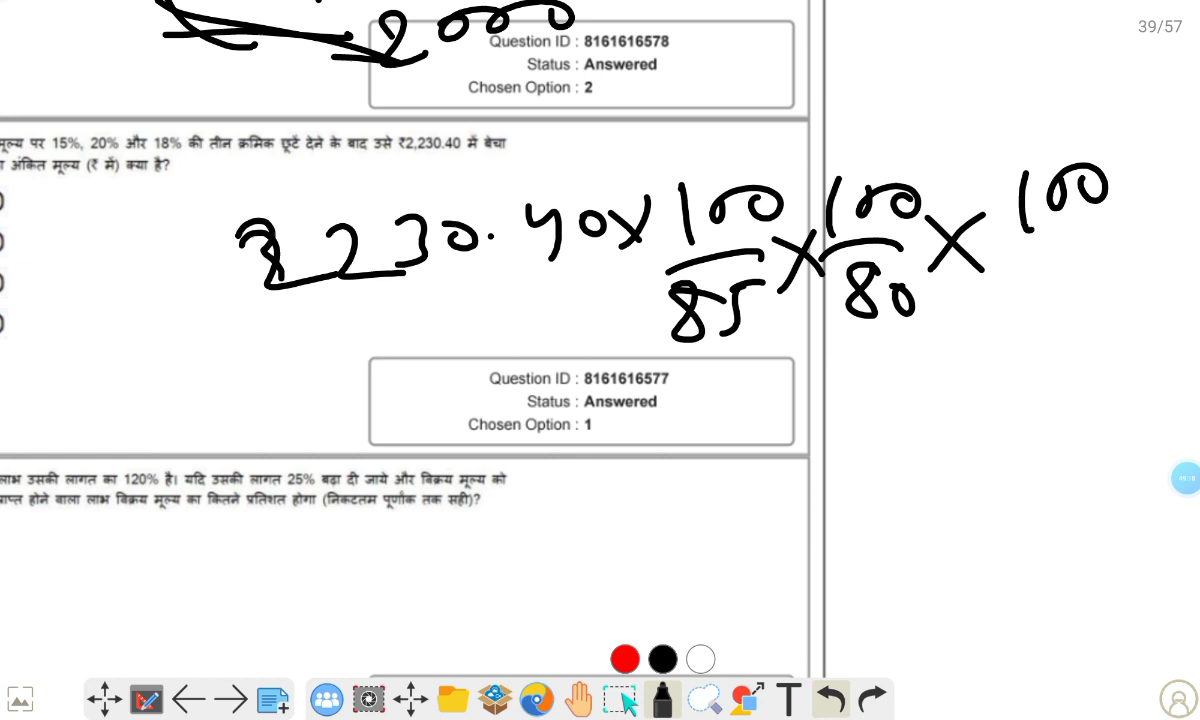 39/57
2000
Question ID : 8161616578
Status : Answered
Chosen Option : 2
मूल्य पर 15%, 20% और 18% की तीन क्रमिक छूटें देने के बाद उसे ₹2,230.40 में बेचा
अंकित मूल्य (₹ में) क्या है?
2230.40 × 100/85 × 100/80 × 100
Question ID : 8161616577
Status : Answered
Chosen Option : 1
लाभ उसकी लागत का 120% है। यदि उसकी लागत 25% बढ़ा दी जाये और विक्रय मूल्य को
प्राप्त होने वाला लाभ विक्रय मूल्य का कितने प्रतिशत होगा (निकटतम पूर्णांक तक सही)?
T